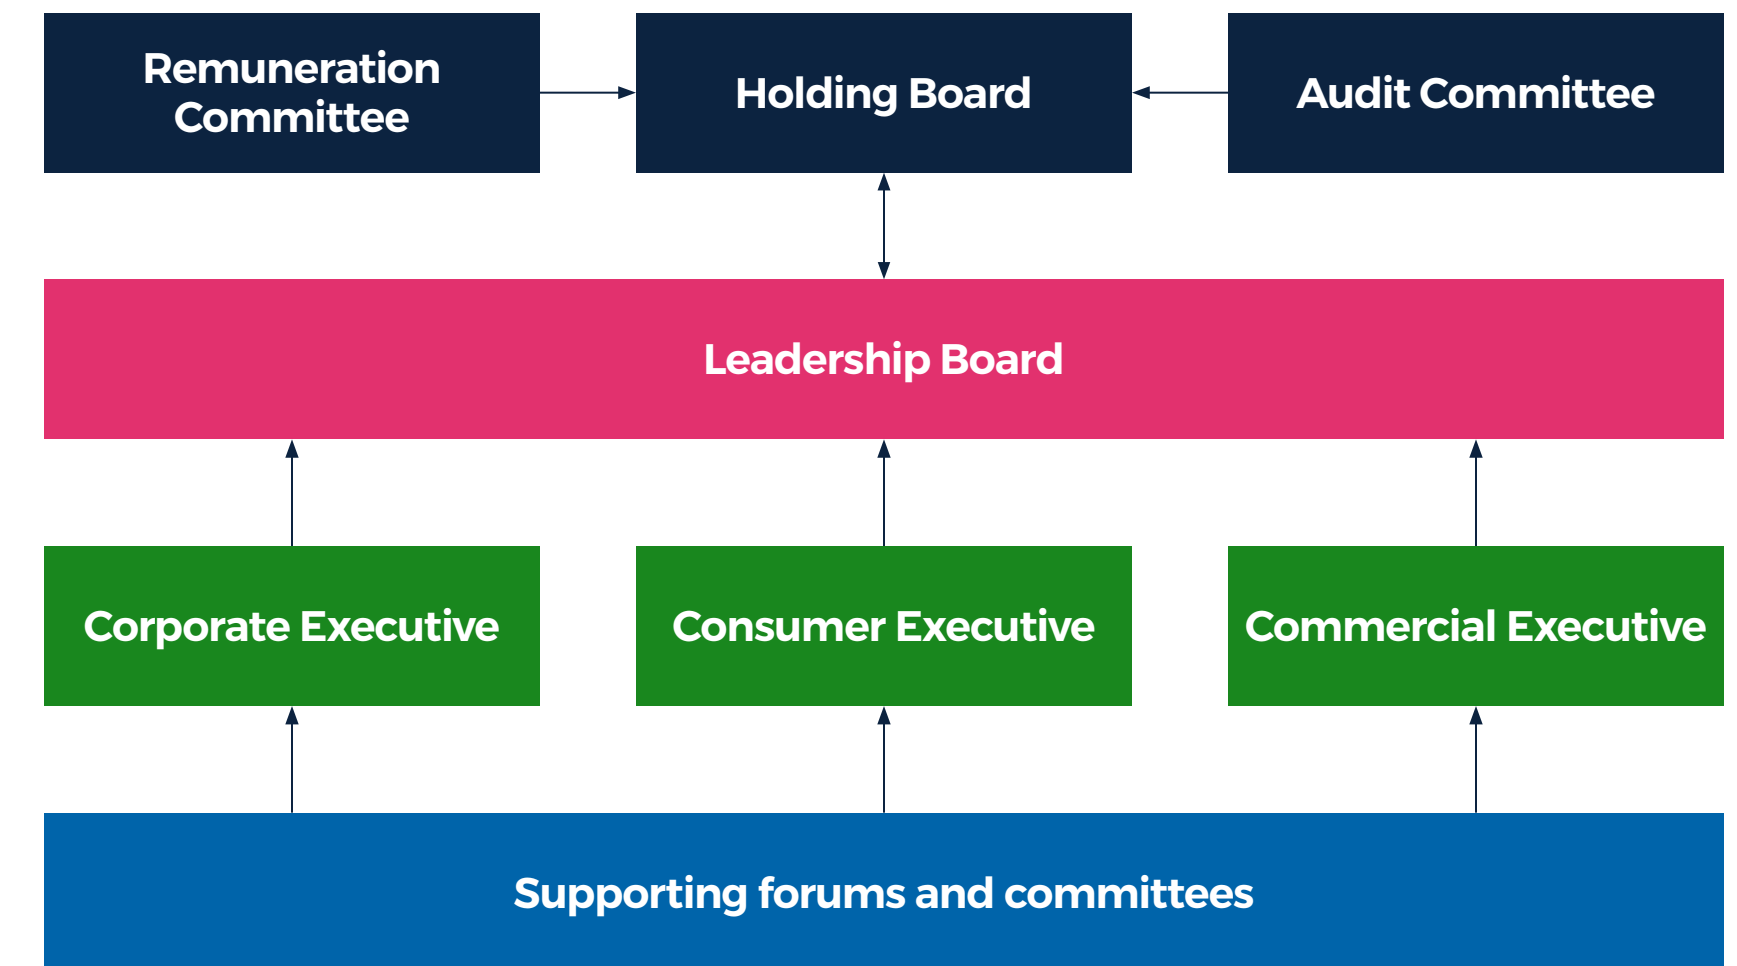 Remuneration
Committee
Holding Board
Audit Committee
Leadership Board
Corporate Executive
Consumer Executive
Commercial Executive
Supporting forums and committees